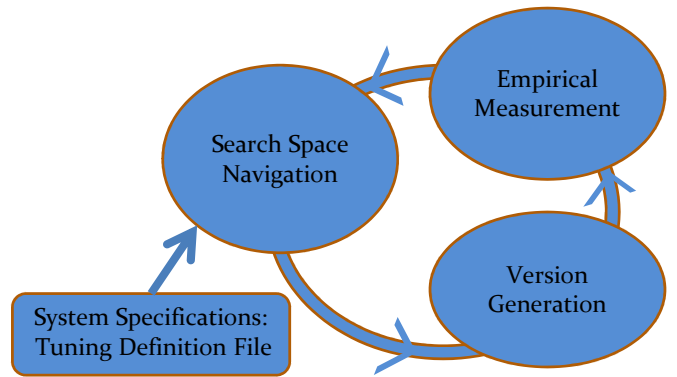 Empirical
Measurement
Search Space
Navigation
Version
Generation
System Specifications:
Tuning Definition File